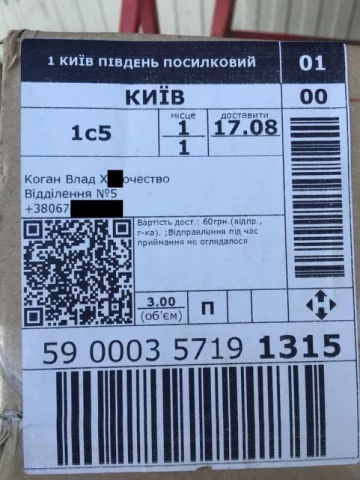 1 КИЇВ ПІВДЕНЬ ПОСИЛКОВИЙ 01
КИЇВ 00
1с5
місце
1
1
доставити
17.08
Коган Влад Х очество
Відділення №5
+38067
Вартість дост.: 60грн.(відпр.,
г-ка). ;Відправлення під час
приймання не оглядалося
3.00
(об'єм)
П
59 0003 5719 1315